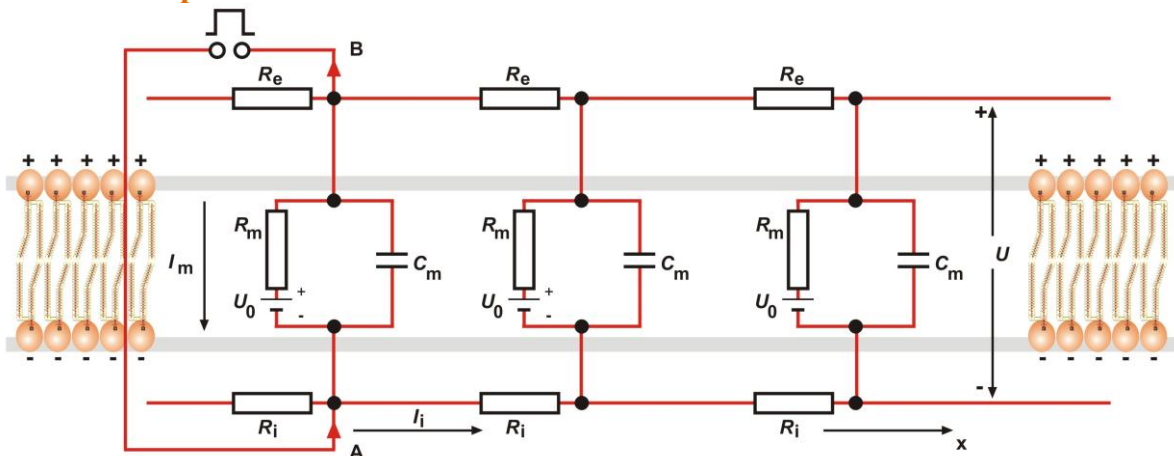 B
Re Re Re
+ + + + + + + + + + +
Rm Cm Rm Cm Rm Cm
Im U
U0 + - U0 + - U0
- - - - - - - - - - -
Ri Ii Ri Ri x
A